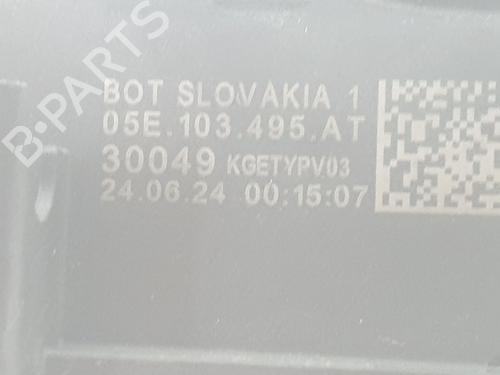 BOT SLOVAKIA 1
05E.103.495.AT
30049 KGETYPV03
24.06.24 00:15:07
B-PARTS